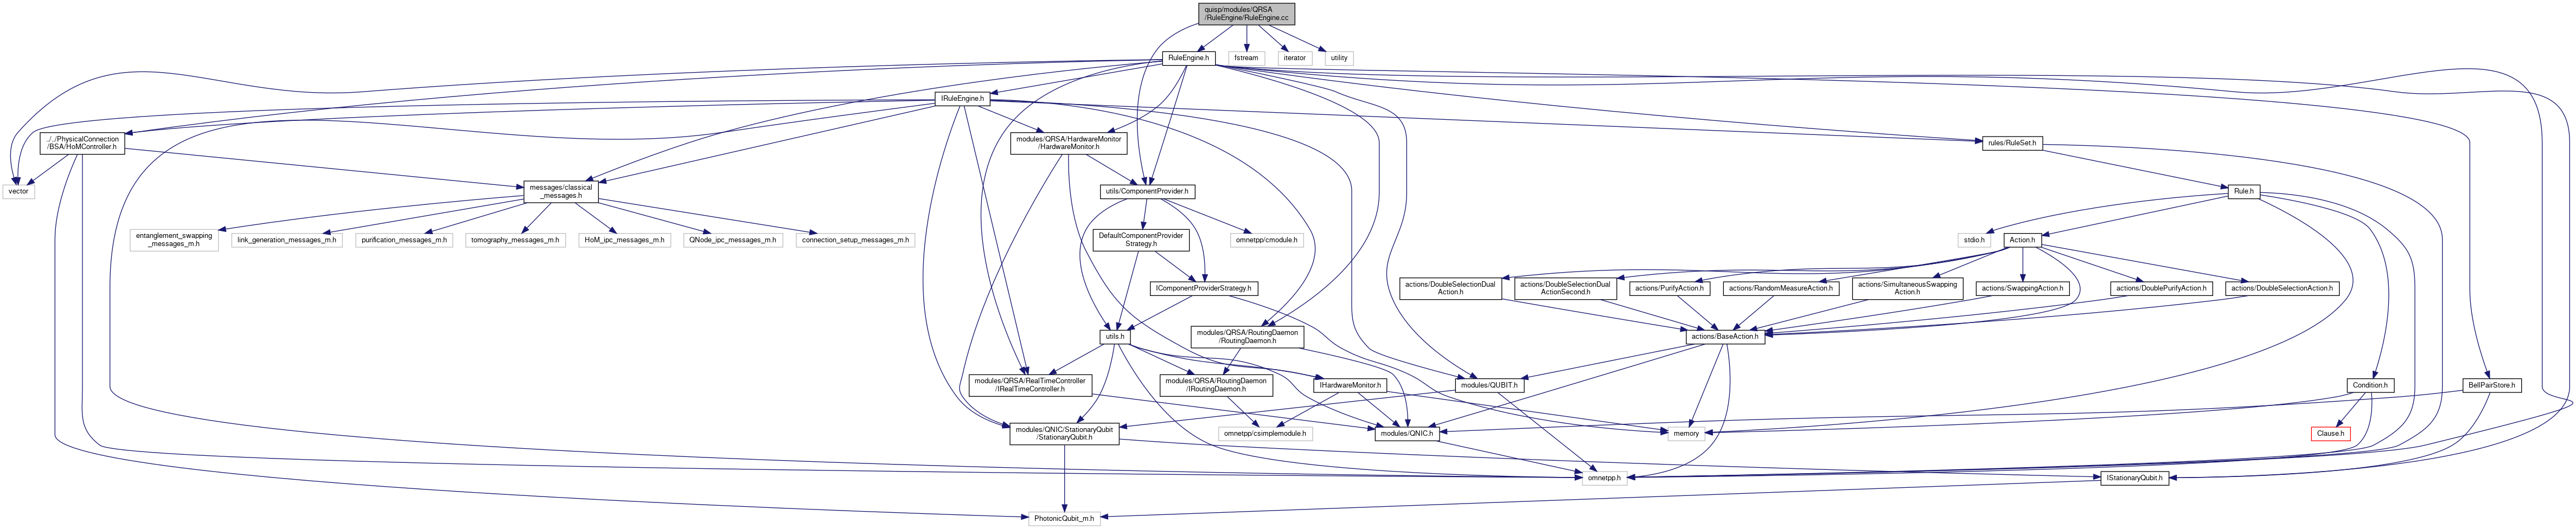 quisp/modules/QRSA
/RuleEngine/RuleEngine.cc
RuleEngine.h
fstream
iterator
utility
IRuleEngine.h
../../PhysicalConnection
/BSA/HoMController.h
modules/QRSA/HardwareMonitor
/HardwareMonitor.h
rules/RuleSet.h
vector
messages/classical
_messages.h
utils/ComponentProvider.h
Rule.h
entanglement_swapping
_messages_m.h
link_generation_messages_m.h
purification_messages_m.h
tomography_messages_m.h
HoM_ipc_messages_m.h
QNode_ipc_messages_m.h
connection_setup_messages_m.h
DefaultComponentProvider
Strategy.h
omnetpp/cmodule.h
stdio.h
Action.h
IComponentProviderStrategy.h
actions/DoubleSelectionDual
Action.h
actions/DoubleSelectionDual
ActionSecond.h
actions/PurifyAction.h
actions/RandomMeasureAction.h
actions/SimultaneousSwapping
Action.h
actions/SwappingAction.h
actions/DoublePurifyAction.h
actions/DoubleSelectionAction.h
utils.h
modules/QRSA/RoutingDaemon
/RoutingDaemon.h
actions/BaseAction.h
modules/QRSA/RealTimeController
/IRealTimeController.h
modules/QRSA/RoutingDaemon
/IRoutingDaemon.h
IHardwareMonitor.h
modules/QUBIT.h
Condition.h
BellPairStore.h
modules/QNIC/StationaryQubit
/StationaryQubit.h
omnetpp/csimplemodule.h
modules/QNIC.h
memory
Clause.h
omnetpp.h
IStationaryQubit.h
PhotonicQubit_m.h